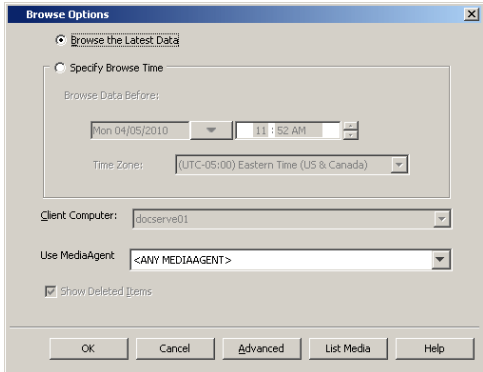 Browse Options
Browse the Latest Data
Specify Browse Time
Browse Data Before:
Mon 04/05/2010 11 : 52 AM
Time Zone: (UTC-05:00) Eastern Time (US & Canada)
Client Computer: docserve01
Use MediaAgent <ANY MEDIAAGENT>
Show Deleted Items
OK Cancel Advanced List Media Help